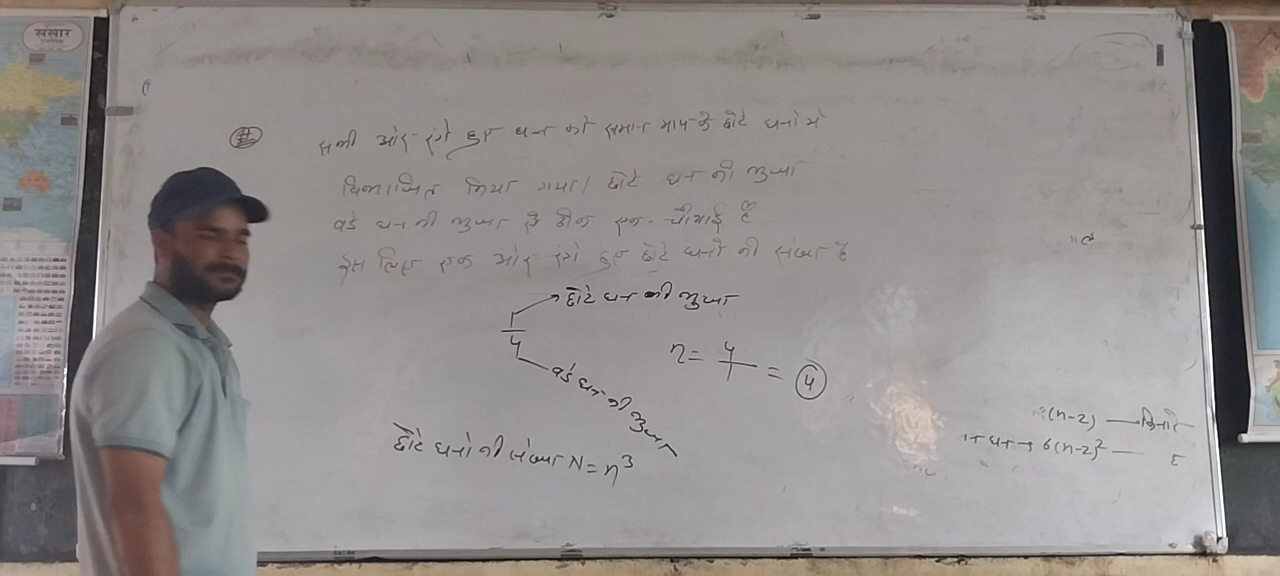 संसार
सभी ओर रंगे हुए घन को समान माप के छोटे घनों में
विभाजित किया गया। छोटे घन की भुजा
बड़े घन की भुजा की ठीक एक-चौथाई है
इस लिए एक ओर रंगे हुए छोटे घनों की संख्या है
1/4
छोटे घन की भुजा
बड़े घन की भुजा
n = 4/1 = 4
छोटे घनों की संख्या N = n³
(n-2) — किनारे
घन → 6(n-2)² —